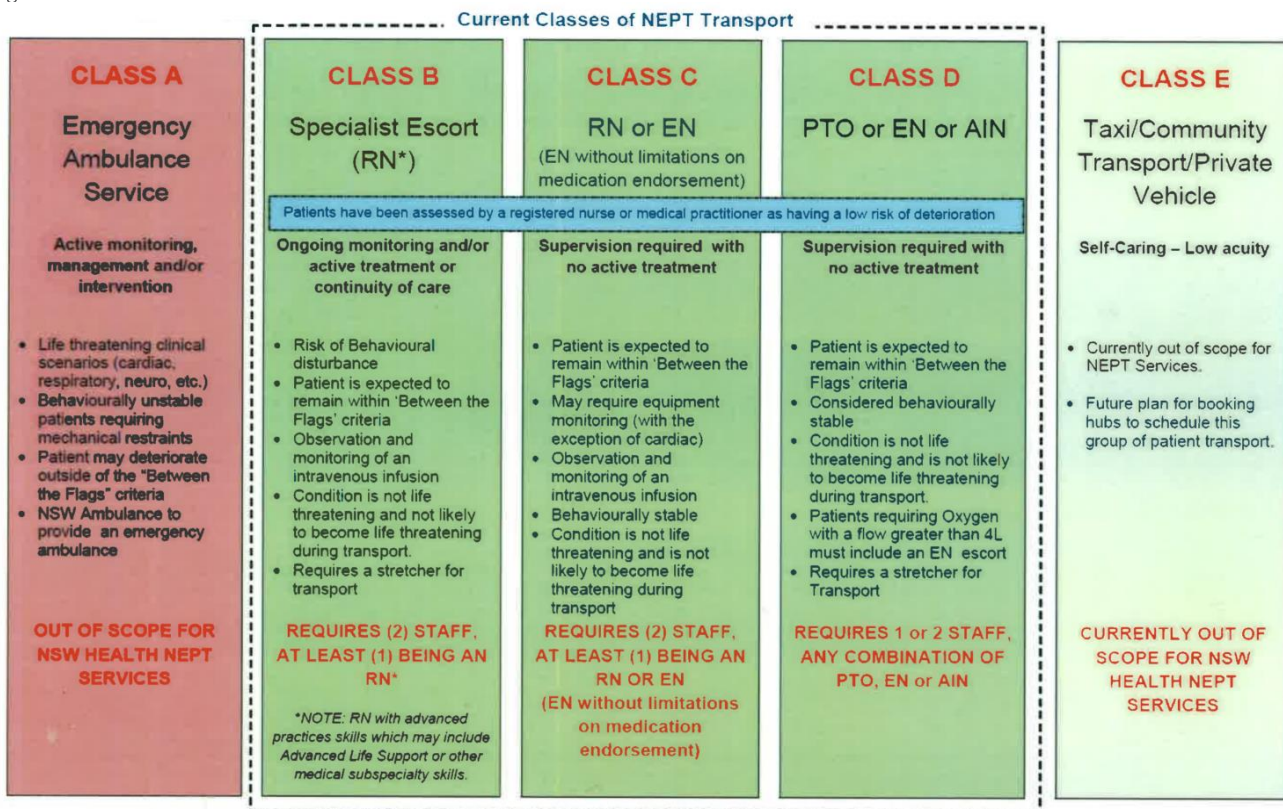 Current Classes of NEPT Transport
CLASS A
Emergency
Ambulance
Service
Active monitoring,
management and/or
intervention
• Life threatening clinical
scenarios (cardiac,
respiratory, neuro, etc.)
• Behaviourally unstable
patients requiring
mechanical restraints
• Patient may deteriorate
outside of the "Between
the Flags" criteria
• NSW Ambulance to
provide an emergency
ambulance
OUT OF SCOPE FOR
NSW HEALTH NEPT
SERVICES
CLASS B
Specialist Escort
(RN*)
CLASS C
RN or EN
(EN without limitations on
medication endorsement)
CLASS D
PTO or EN or AIN
Patients have been assessed by a registered nurse or medical practitioner as having a low risk of deterioration
Ongoing monitoring and/or
active treatment or
continuity of care
• Risk of Behavioural
disturbance
• Patient is expected to
remain within 'Between the
Flags' criteria
• Observation and
monitoring of an
intravenous infusion
• Condition is not life
threatening and not likely
to become life threatening
during transport.
• Requires a stretcher for
transport
REQUIRES (2) STAFF,
AT LEAST (1) BEING AN
RN*
*NOTE: RN with advanced
practices skills which may include
Advanced Life Support or other
medical subspecialty skills.
Supervision required with
no active treatment
• Patient is expected to
remain within 'Between the
Flags' criteria
• May require equipment
monitoring (with the
exception of cardiac)
• Observation and
monitoring of an
intravenous infusion
• Behaviourally stable
• Condition is not life
threatening and is not
likely to become life
threatening during
transport
REQUIRES (2) STAFF,
AT LEAST (1) BEING AN
RN OR EN
(EN without limitations
on medication
endorsement)
Supervision required with
no active treatment
• Patient is expected to
remain within 'Between the
Flags' criteria
• Considered behaviourally
stable
• Condition is not life
threatening and is not likely
to become life threatening
during transport.
• Patients requiring Oxygen
with a flow greater than 4L
must include an EN escort
• Requires a stretcher for
Transport
REQUIRES 1 or 2 STAFF,
ANY COMBINATION OF
PTO, EN or AIN
CLASS E
Taxi/Community
Transport/Private
Vehicle
Self-Caring – Low acuity
• Currently out of scope for
NEPT Services.
• Future plan for booking
hubs to schedule this
group of patient transport.
CURRENTLY OUT OF
SCOPE FOR NSW
HEALTH NEPT
SERVICES